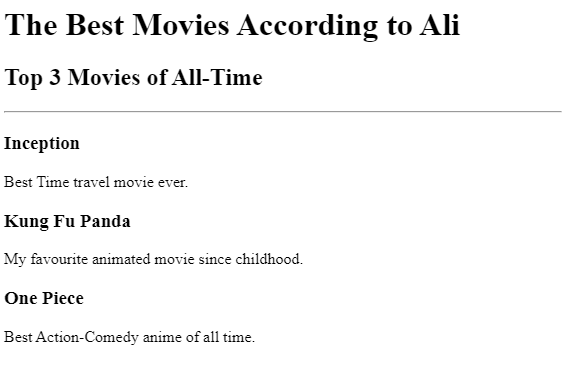 The Best Movies According to Ali
Top 3 Movies of All-Time
Inception
Best Time travel movie ever.
Kung Fu Panda
My favourite animated movie since childhood.
One Piece
Best Action-Comedy anime of all time.